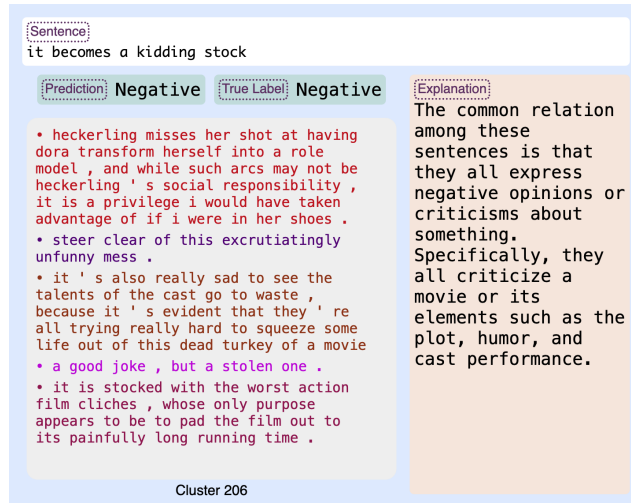 Sentence
it becomes a kidding stock
Prediction Negative
True Label Negative
• heckerling misses her shot at having
dora transform herself into a role
model , and while such arcs may not be
heckerling ' s social responsibility ,
it is a privilege i would have taken
advantage of if i were in her shoes .
• steer clear of this excrutiatingly
unfunny mess .
• it ' s also really sad to see the
talents of the cast go to waste ,
because it ' s evident that they ' re
all trying really hard to squeeze some
life out of this dead turkey of a movie
• a good joke , but a stolen one .
• it is stocked with the worst action
film cliches , whose only purpose
appears to be to pad the film out to
its painfully long running time .
Cluster 206
Explanation
The common relation
among these
sentences is that
they all express
negative opinions or
criticisms about
something.
Specifically, they
all criticize a
movie or its
elements such as the
plot, humor, and
cast performance.